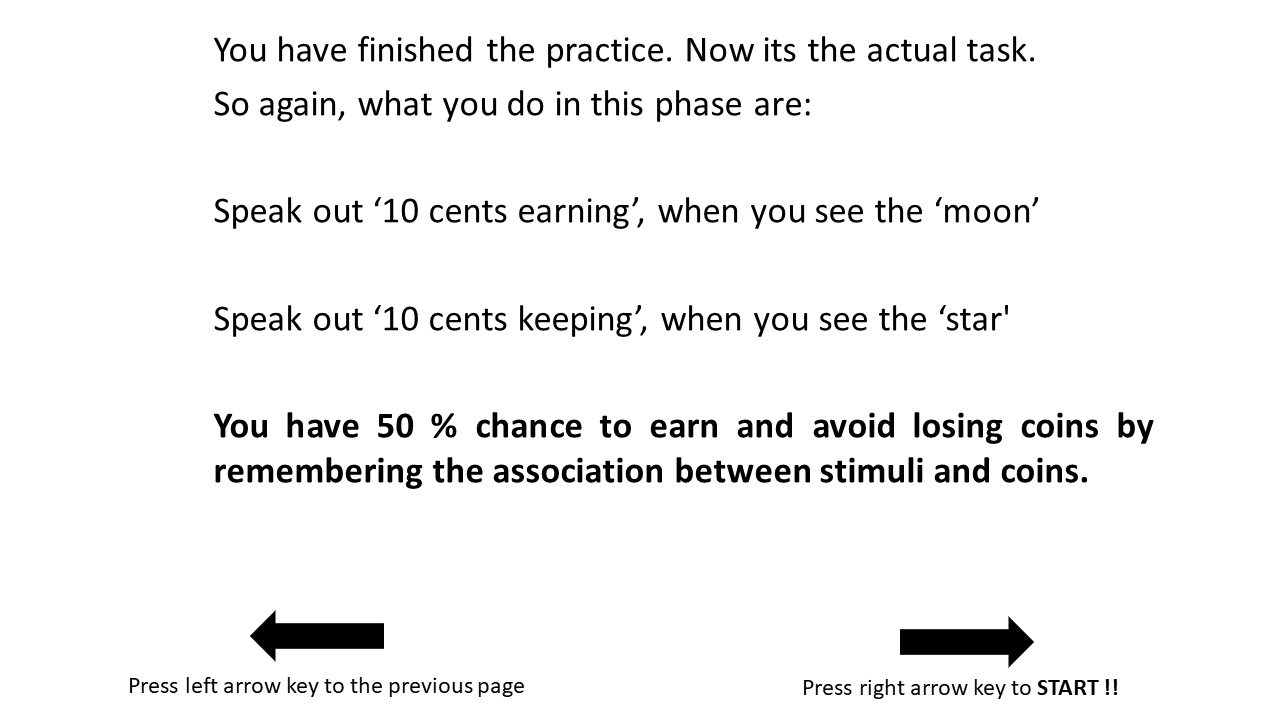 You have finished the practice. Now its the actual task.
So again, what you do in this phase are:
Speak out ‘10 cents earning’, when you see the ‘moon’
Speak out ‘10 cents keeping’, when you see the ‘star'
You have 50 % chance to earn and avoid losing coins by
remembering the association between stimuli and coins.
Press left arrow key to the previous page
Press right arrow key to START !!